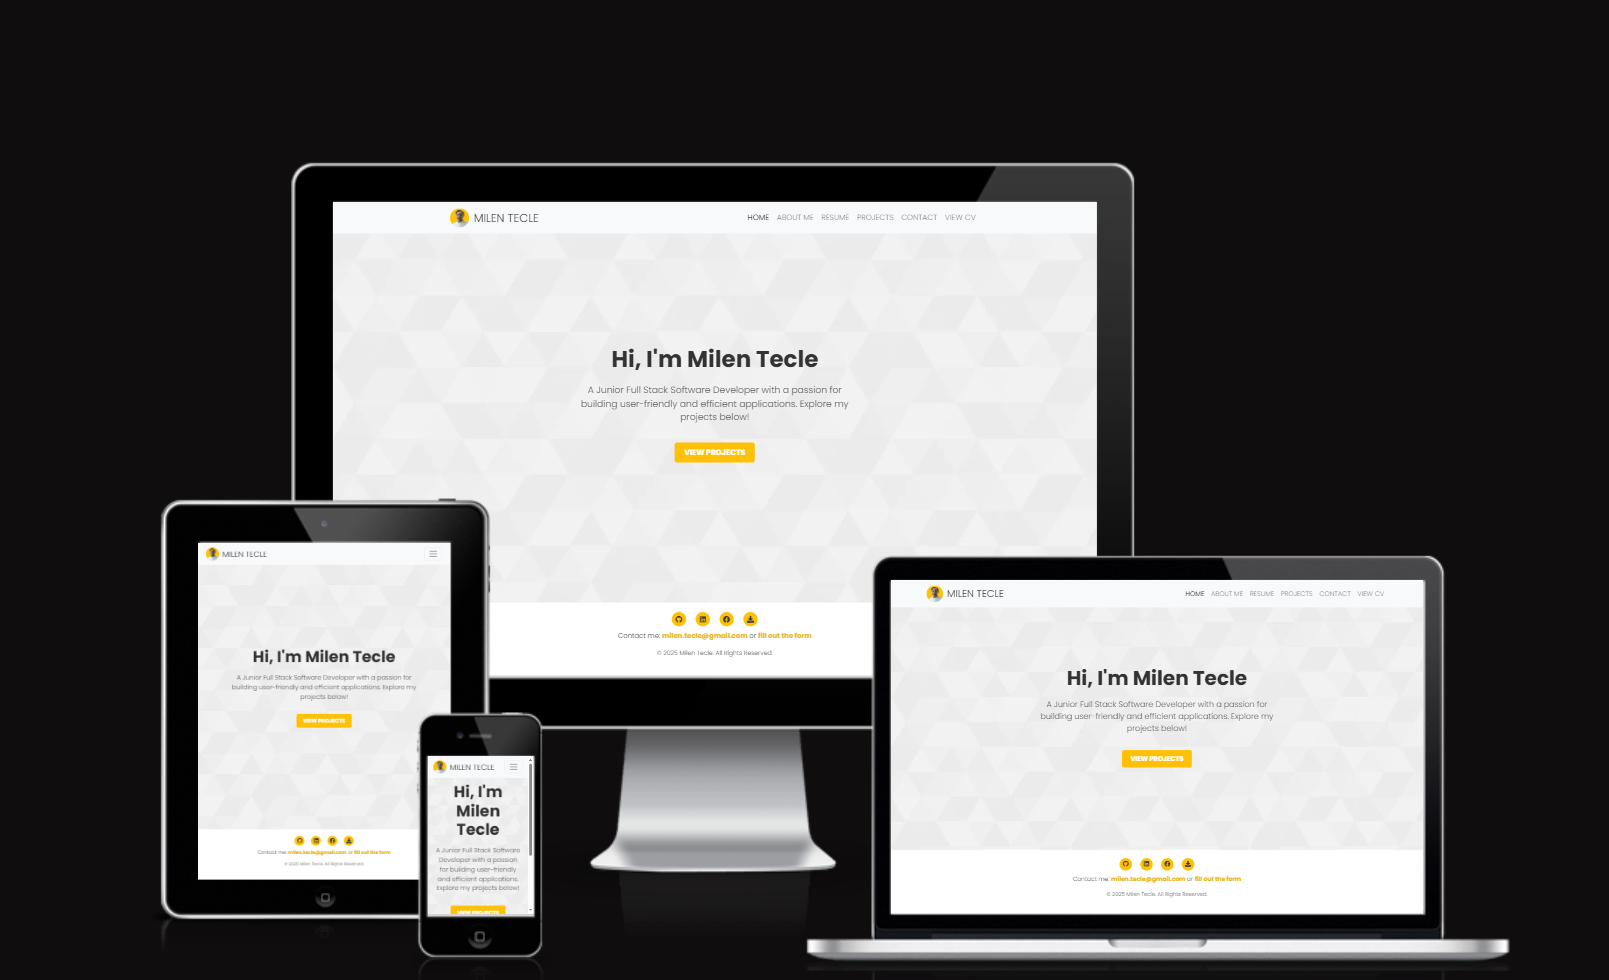 MILEN TECLE
HOME ABOUT ME RESUME PROJECTS CONTACT VIEW CV
Hi, I'm Milen Tecle
A Junior Full Stack Software Developer with a passion for
building user-friendly and efficient applications. Explore my
projects below!
VIEW PROJECTS
Contact me: milen.tecle@gmail.com or fill out the form
© 2025 Milen Tecle. All Rights Reserved.
MILEN TECLE
Hi, I'm Milen Tecle
A Junior Full Stack Software Developer with a passion for
building user-friendly and efficient applications. Explore my
projects below!
VIEW PROJECTS
Contact me: milen.tecle@gmail.com or fill out the form
© 2025 Milen Tecle. All Rights Reserved.
MILEN TECLE
Hi, I'm
Milen
Tecle
A Junior Full Stack Software
Developer with a passion
for building user-friendly
and efficient applications.
Explore my projects below!
VIEW PROJECTS
MILEN TECLE
HOME ABOUT ME RESUME PROJECTS CONTACT VIEW CV
Hi, I'm Milen Tecle
A Junior Full Stack Software Developer with a passion for
building user-friendly and efficient applications. Explore my
projects below!
VIEW PROJECTS
Contact me: milen.tecle@gmail.com or fill out the form
© 2025 Milen Tecle. All Rights Reserved.